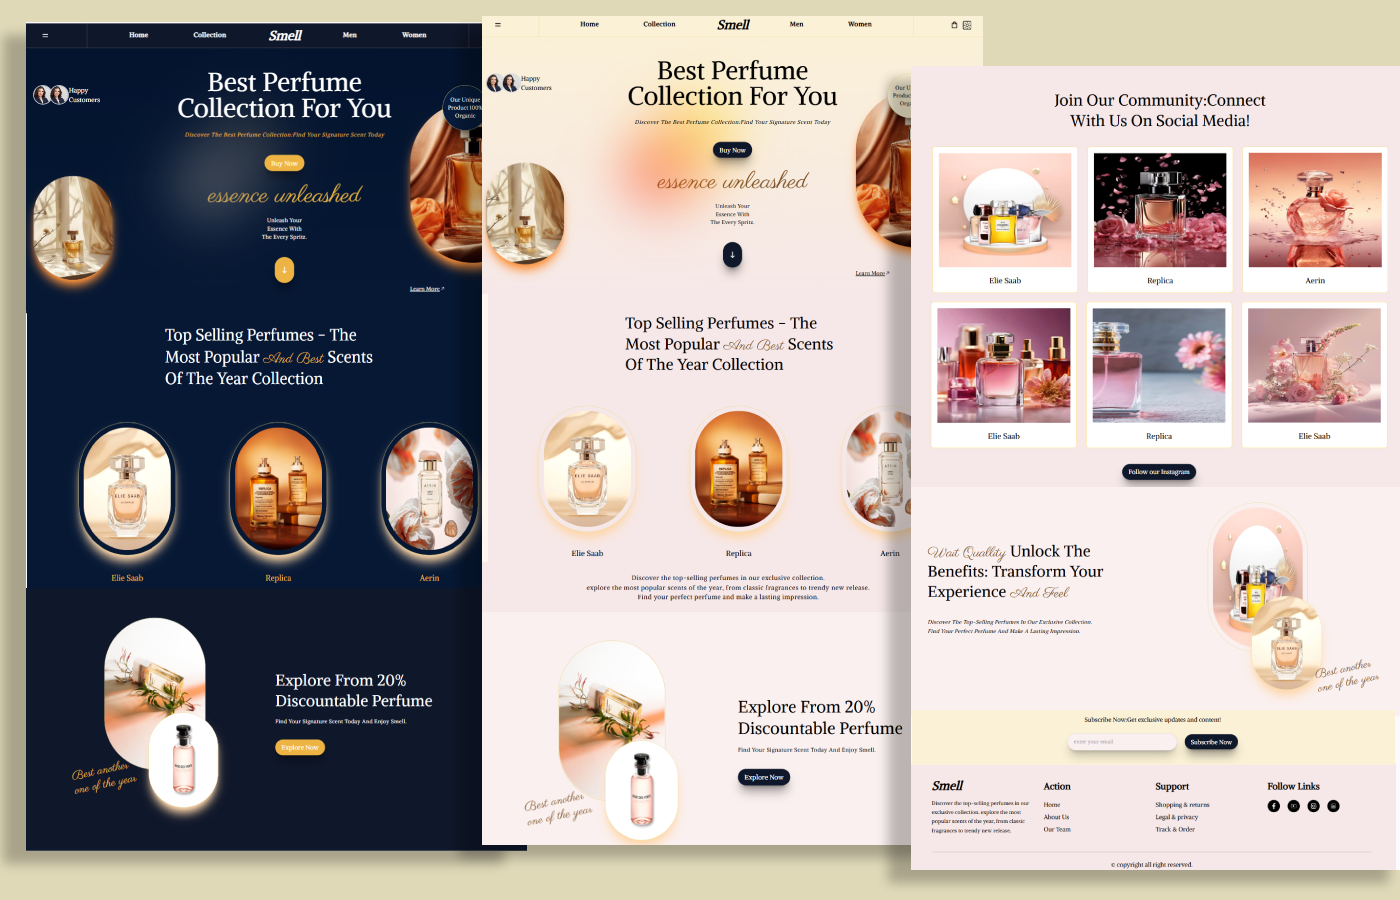 Home
Collection
Smell
Men
Women
Happy
Customers
Best Perfume
Collection For You
Our Unique
Product 100%
Organic
Discover The Best Perfume Collection:Find Your Signature Scent Today
Buy Now
essence unleashed
Unleash Your
Essence With
The Every Spritz.
Learn More
Top Selling Perfumes - The
Most Popular And Best Scents
Of The Year Collection
ELIE SAAB
REPLICA
Elie Saab
Replica
Aerin
Explore From 20%
Discountable Perfume
Find Your Signature Scent Today And Enjoy Smell.
Explore Now
Best another
one of the year
Home
Collection
Smell
Men
Women
Happy
Customers
Best Perfume
Collection For You
Our U
Product
Orga
Discover The Best Perfume Collection:Find Your Signature Scent Today
Buy Now
essence unleashed
Unleash Your
Essence With
The Every Spritz.
Learn More
Top Selling Perfumes - The
Most Popular And Best Scents
Of The Year Collection
ELIE SAAB
REPLICA
Elie Saab
Replica
Aerin
Discover the top-selling perfumes in our exclusive collection.
explore the most popular scents of the year, from classic fragrances to trendy new release.
Find your perfect perfume and make a lasting impression.
Explore From 20%
Discountable Perfume
Find Your Signature Scent Today And Enjoy Smell.
Explore Now
Best another
one of the year
Join Our Community:Connect
With Us On Social Media!
Elie Saab
Replica
Aerin
Elie Saab
Replica
Elie Saab
Follow our Instagram
Wait Quallity Unlock The
Benefits: Transform Your
Experience And Feel
Discover The Top-Selling Perfumes In Our Exclusive Collection.
Find Your Perfect Perfume And Make A Lasting Impression.
ELIE SAAB
Best another
one of the year
Subscribe Now:Get exclusive updates and content!
enter your email
Subscribe Now
Smell
Discover the top-selling perfumes in our
exclusive collection. explore the most
popular scents of the year, from classic
fragrances to trendy new release.
Action
Home
About Us
Our Team
Support
Shopping & returns
Legal & privacy
Track & Order
Follow Links
© copyright all right reserved.